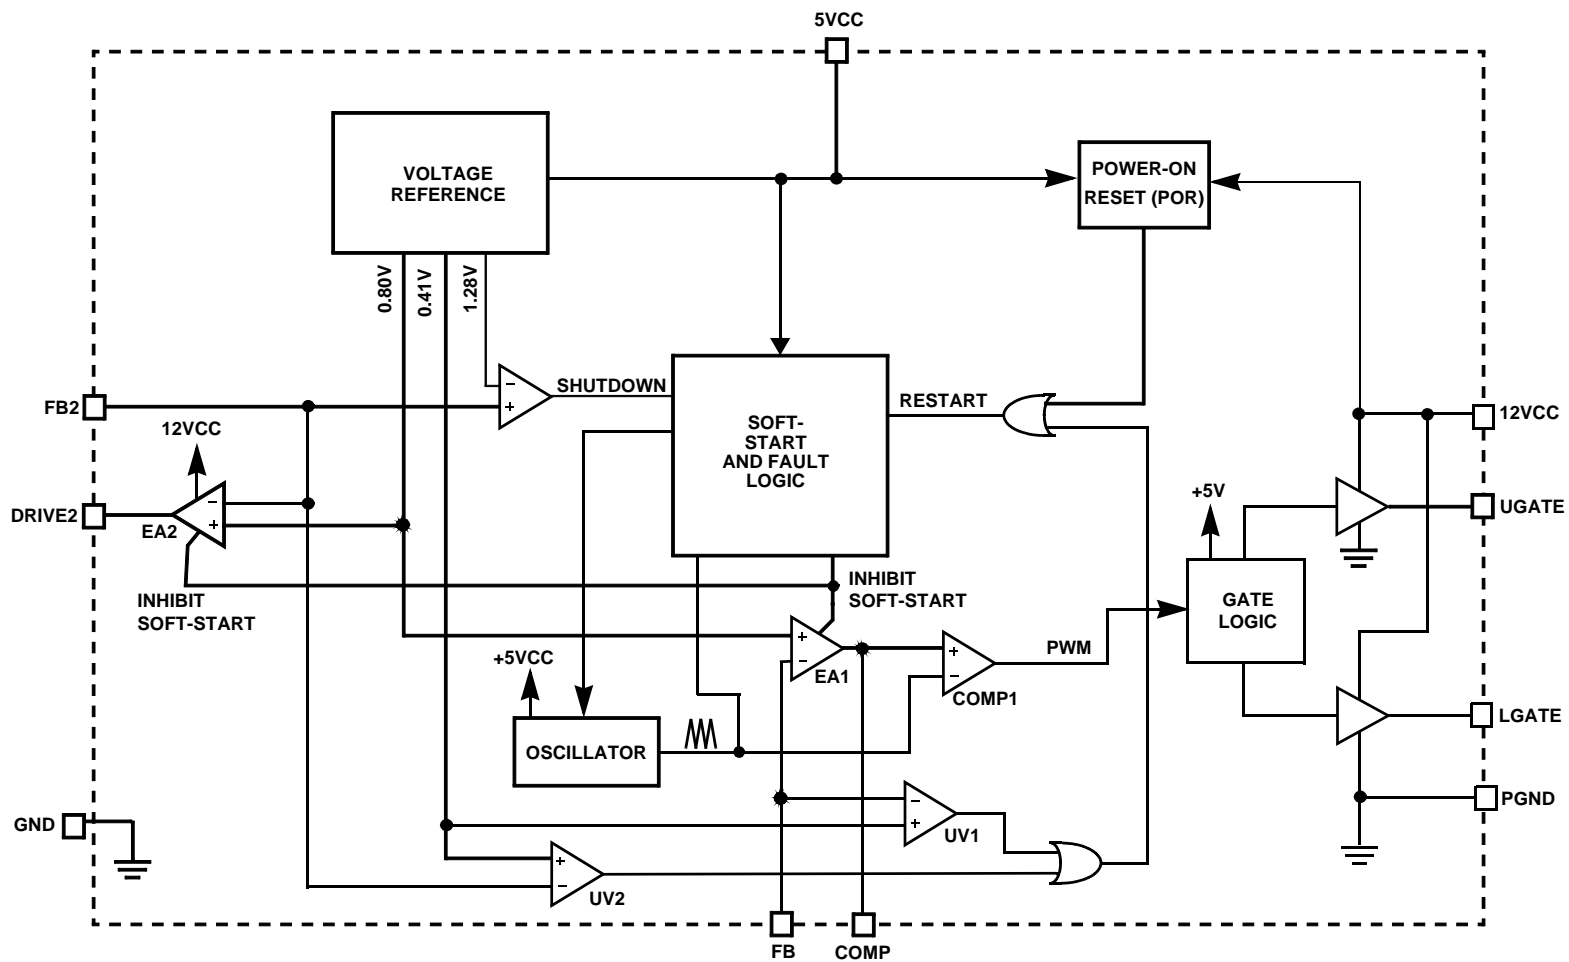 5VCC
VOLTAGE
REFERENCE
POWER-ON
RESET (POR)
0.80V
0.41V
1.28V
FB2
SHUTDOWN
RESTART
12VCC
12VCC
SOFT-
START
AND FAULT
LOGIC
DRIVE2
EA2
+5V
UGATE
INHIBIT
SOFT-START
INHIBIT
SOFT-START
GATE
LOGIC
+5VCC
EA1
PWM
COMP1
LGATE
OSCILLATOR
PGND
GND
UV1
UV2
FB
COMP